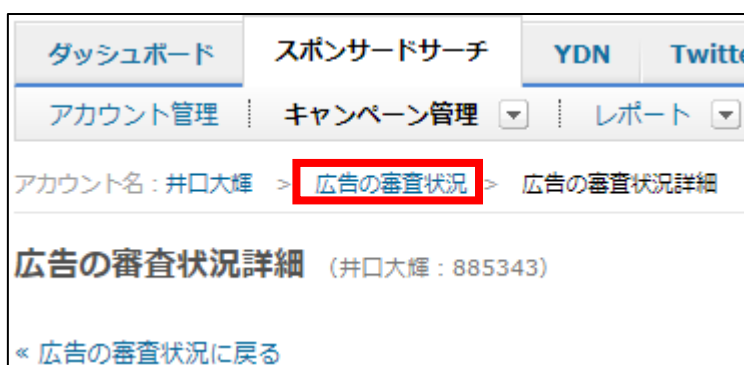 ダッシュボード スポンサードサーチ YDN Twitte
アカウント管理 キャンペーン管理 レポート
アカウント名：井口大輝 > 広告の審査状況 > 広告の審査状況詳細
広告の審査状況詳細 （井口大輝：885343）
« 広告の審査状況に戻る